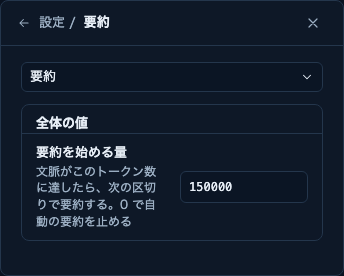 ← 設定 / 要約
要約
全体の値
要約を始める量
文脈がこのトークン数
に達したら、次の区切
りで要約する。0 で自
動の要約を止める
150000